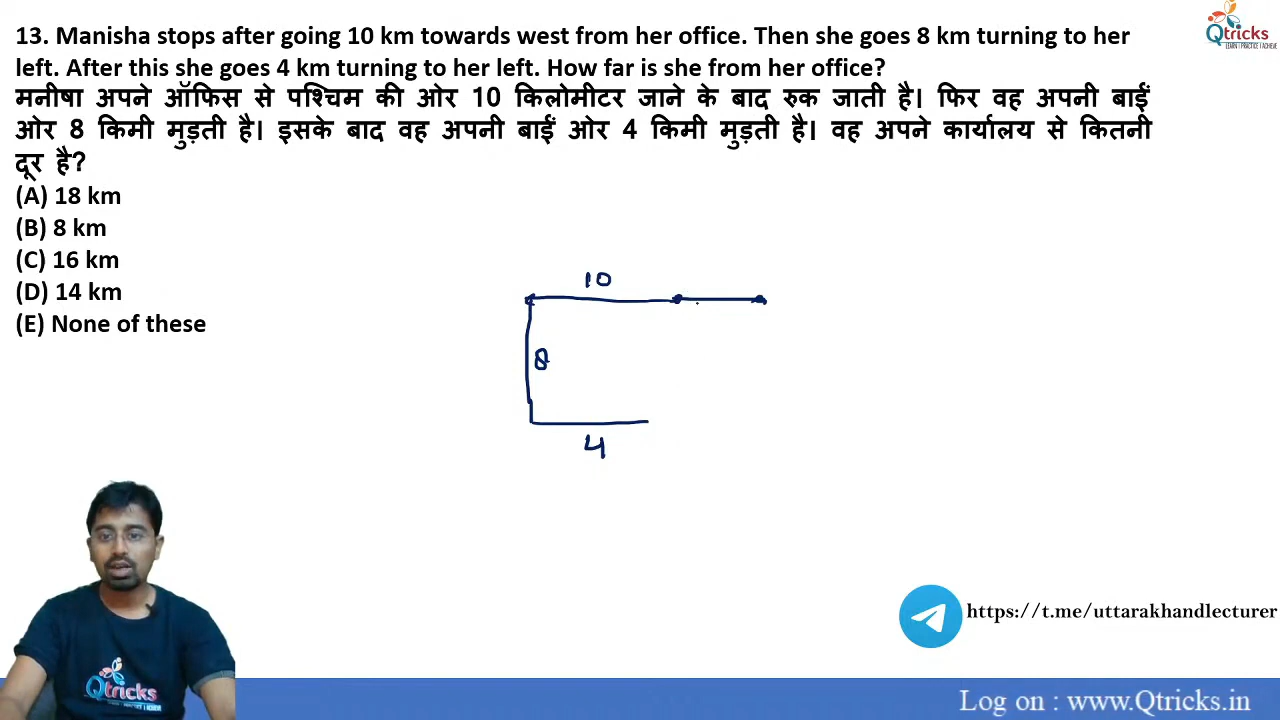 13. Manisha stops after going 10 km towards west from her office. Then she goes 8 km turning to her
left. After this she goes 4 km turning to her left. How far is she from her office?
मनीषा अपने ऑफिस से पश्चिम की ओर 10 किलोमीटर जाने के बाद रुक जाती है। फिर वह अपनी बाईं
ओर 8 किमी मुड़ती है। इसके बाद वह अपनी बाईं ओर 4 किमी मुड़ती है। वह अपने कार्यालय से कितनी
दूर है?
(A) 18 km
(B) 8 km
(C) 16 km
(D) 14 km
(E) None of these
10
8
4
Qtricks
LEARN | PRACTICE | ACHIEVE
Qtricks
https://t.me/uttarakhandlecturer
Log on : www.Qtricks.in